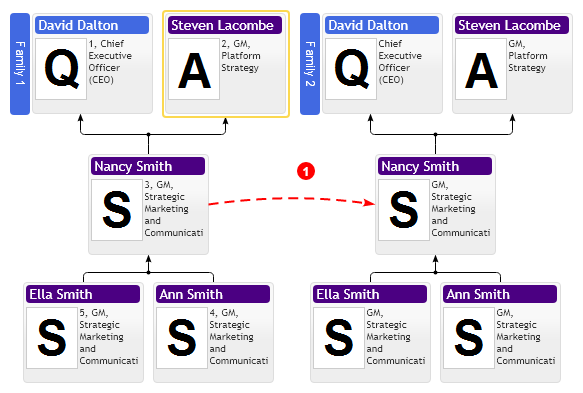 Family 1
David Dalton
Q
1, Chief
Executive
Officer
(CEO)
Steven Lacombe
A
2, GM,
Platform
Strategy
Family 2
David Dalton
Q
Chief
Executive
Officer
(CEO)
Steven Lacombe
A
GM,
Platform
Strategy
Nancy Smith
S
3, GM,
Strategic
Marketing
and
Communicati
1
Nancy Smith
S
GM,
Strategic
Marketing
and
Communicati
Ella Smith
S
5, GM,
Strategic
Marketing
and
Communicati
Ann Smith
S
4, GM,
Strategic
Marketing
and
Communicati
Ella Smith
S
GM,
Strategic
Marketing
and
Communicati
Ann Smith
S
GM,
Strategic
Marketing
and
Communicati